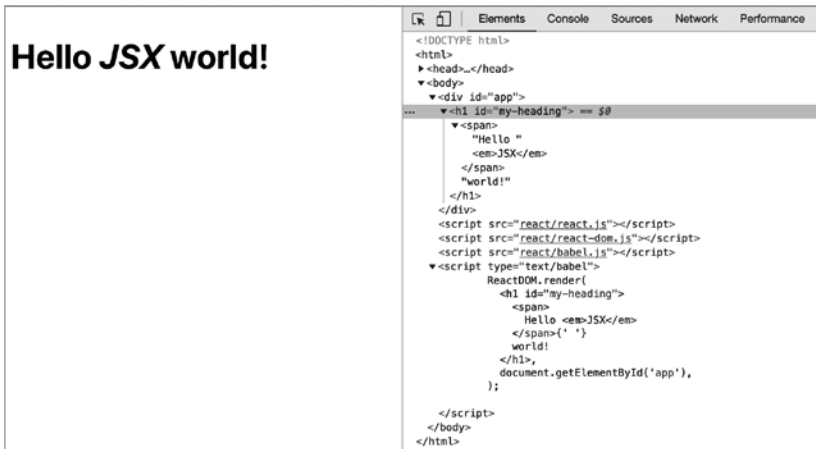 Hello JSX world!
Elements Console Sources Network Performance
<!DOCTYPE html>
<html>
▶<head>…</head>
▼<body>
▼<div id="app">
… ▼<h1 id="my-heading"> == $0
▼<span>
"Hello "
<em>JSX</em>
</span>
"world!"
</h1>
</div>
<script src="react/react.js"></script>
<script src="react/react-dom.js"></script>
<script src="react/babel.js"></script>
▼<script type="text/babel">
ReactDOM.render(
<h1 id="my-heading">
<span>
Hello <em>JSX</em>
</span>{' '}
world!
</h1>,
document.getElementById('app'),
);
</script>
</body>
</html>